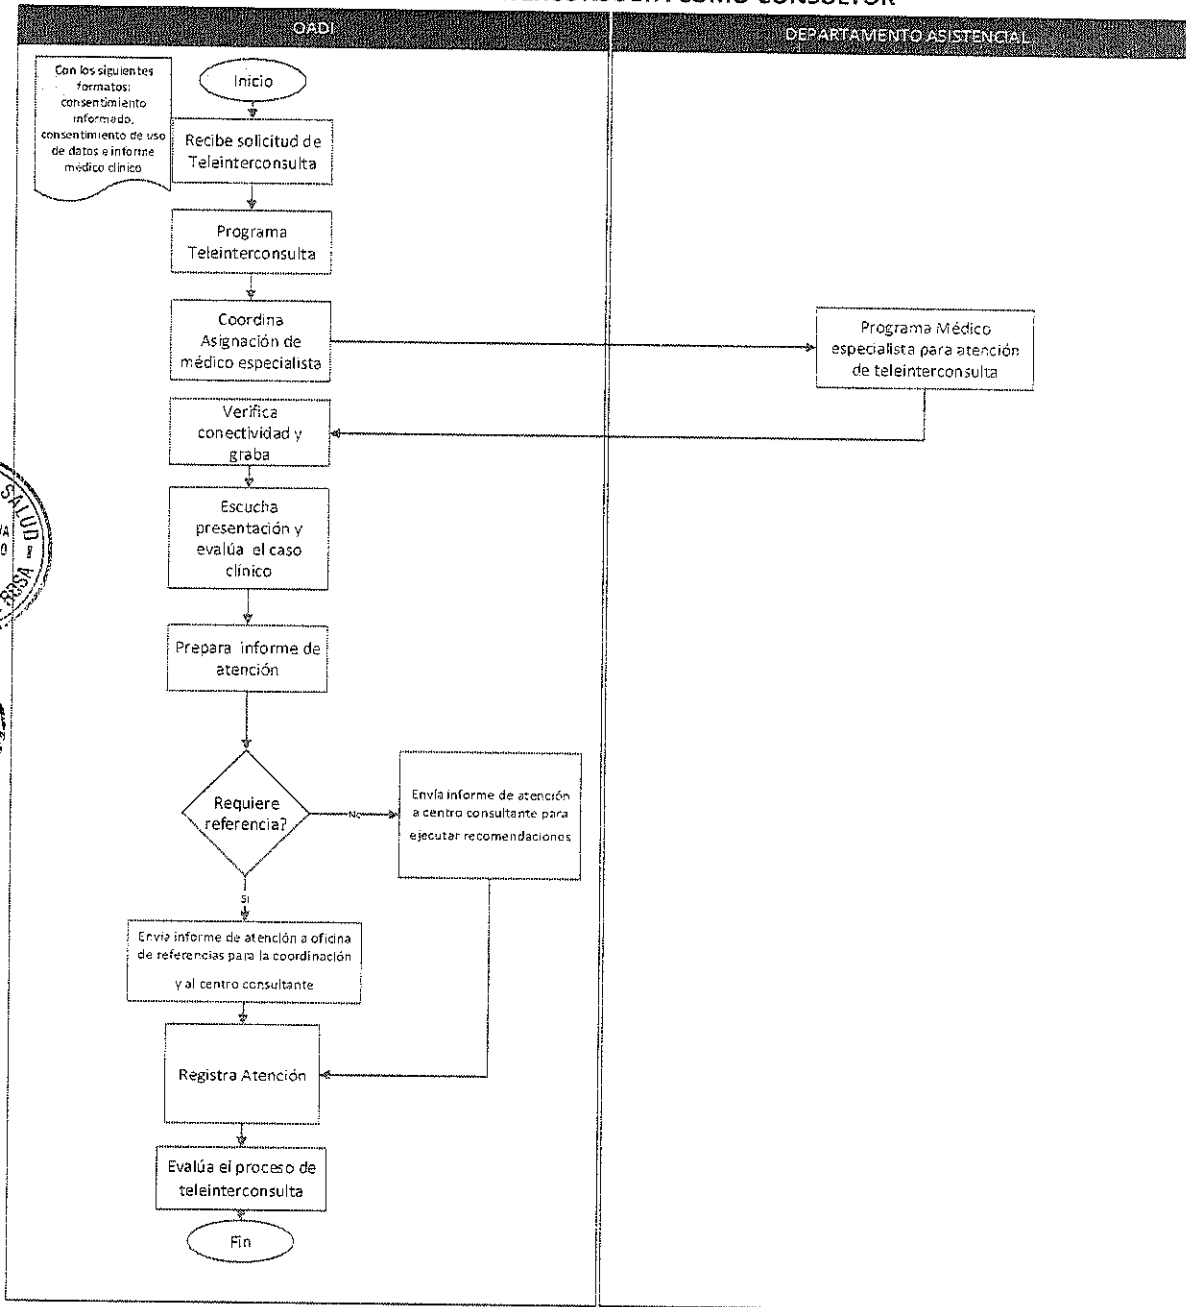 COMO CONSULTOR
OADI
DEPARTAMENTO ASISTENCIAL
Con los siguientes
formatos:
consentimiento
informado,
consentimiento de uso
de datos e informe
médico clínico
Inicio
Recibe solicitud de
Teleinterconsulta
Programa
Teleinterconsulta
Coordina
Asignación de
médico especialista
Programa Médico
especialista para atención
de teleinterconsulta
Verifica
conectividad y
graba
Escucha
presentación y
evalúa el caso
clínico
Prepara informe de
atención
Requiere
referencia?
No
Envía informe de atención
a centro consultante para
ejecutar recomendaciones
Si
Envía informe de atención a oficina
de referencias para la coordinación
y al centro consultante
Registra Atención
Evalúa el proceso de
teleinterconsulta
Fin
SALUD
ROSA